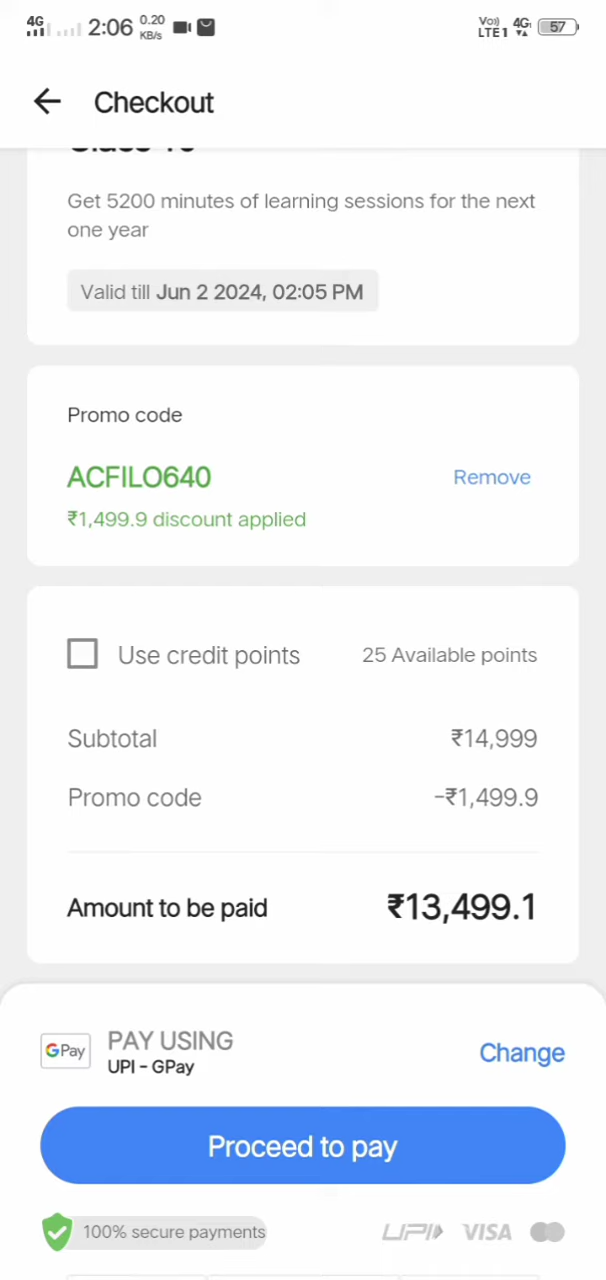 4G 2:06 0.20 KB/s Vo)) LTE1 4G 57
Checkout
Get 5200 minutes of learning sessions for the next
one year
Valid till Jun 2 2024, 02:05 PM
Promo code
ACFILO640 Remove
₹1,499.9 discount applied
Use credit points 25 Available points
Subtotal ₹14,999
Promo code -₹1,499.9
Amount to be paid ₹13,499.1
G Pay PAY USING
UPI - GPay Change
Proceed to pay
100% secure payments UPI VISA